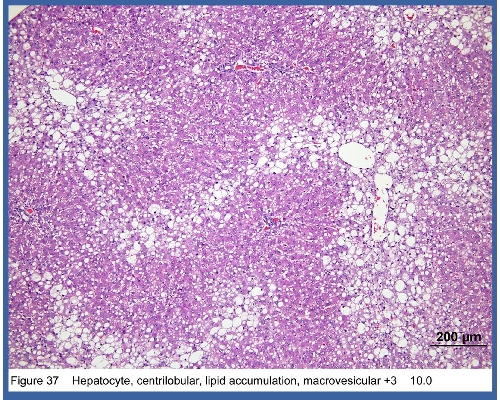 200 µm
Figure 37 Hepatocyte, centrilobular, lipid accumulation, macrovesicular +3 10.0